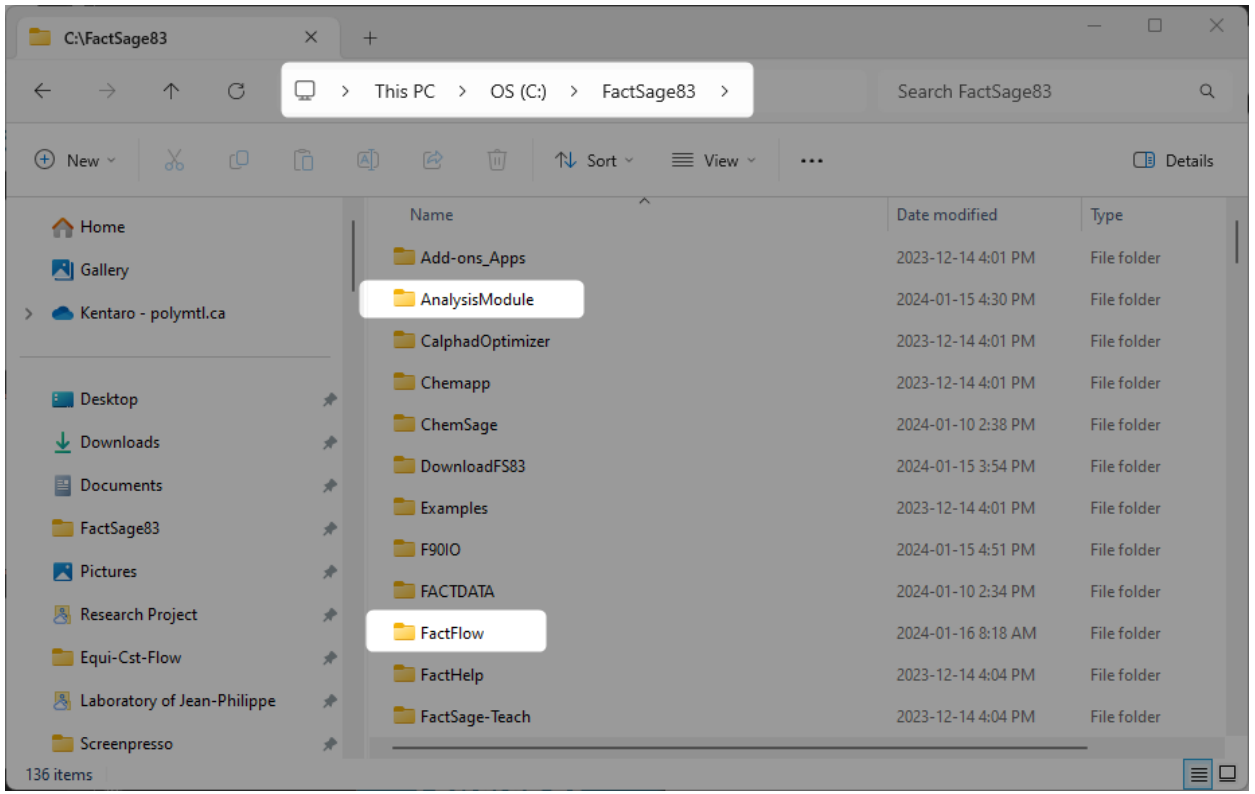 C:\FactSage83
This PC > OS (C:) > FactSage83 >
Search FactSage83
New
Sort
View
Details
Home
Gallery
Kentaro - polymtl.ca
Desktop
Downloads
Documents
FactSage83
Pictures
Research Project
Equi-Cst-Flow
Laboratory of Jean-Philippe
Screenpresso
Name Date modified Type
Add-ons_Apps 2023-12-14 4:01 PM File folder
AnalysisModule 2024-01-15 4:30 PM File folder
CalphadOptimizer 2023-12-14 4:01 PM File folder
Chemapp 2023-12-14 4:01 PM File folder
ChemSage 2024-01-10 2:38 PM File folder
DownloadFS83 2024-01-15 3:54 PM File folder
Examples 2023-12-14 4:01 PM File folder
F90IO 2024-01-15 4:51 PM File folder
FACTDATA 2024-01-10 2:34 PM File folder
FactFlow 2024-01-16 8:18 AM File folder
FactHelp 2023-12-14 4:04 PM File folder
FactSage-Teach 2023-12-14 4:04 PM File folder
136 items